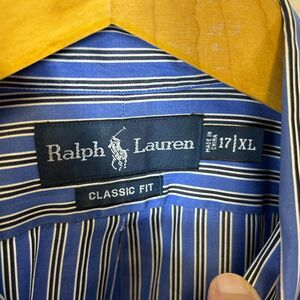 Ralph Lauren
MADE IN
CHINA
17 XL
CLASSIC FIT